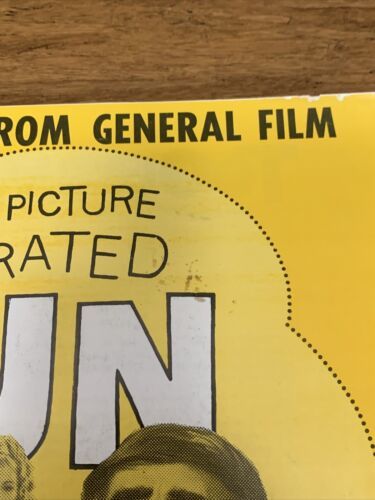 ROM GENERAL FILM
PICTURE
RATED
UN